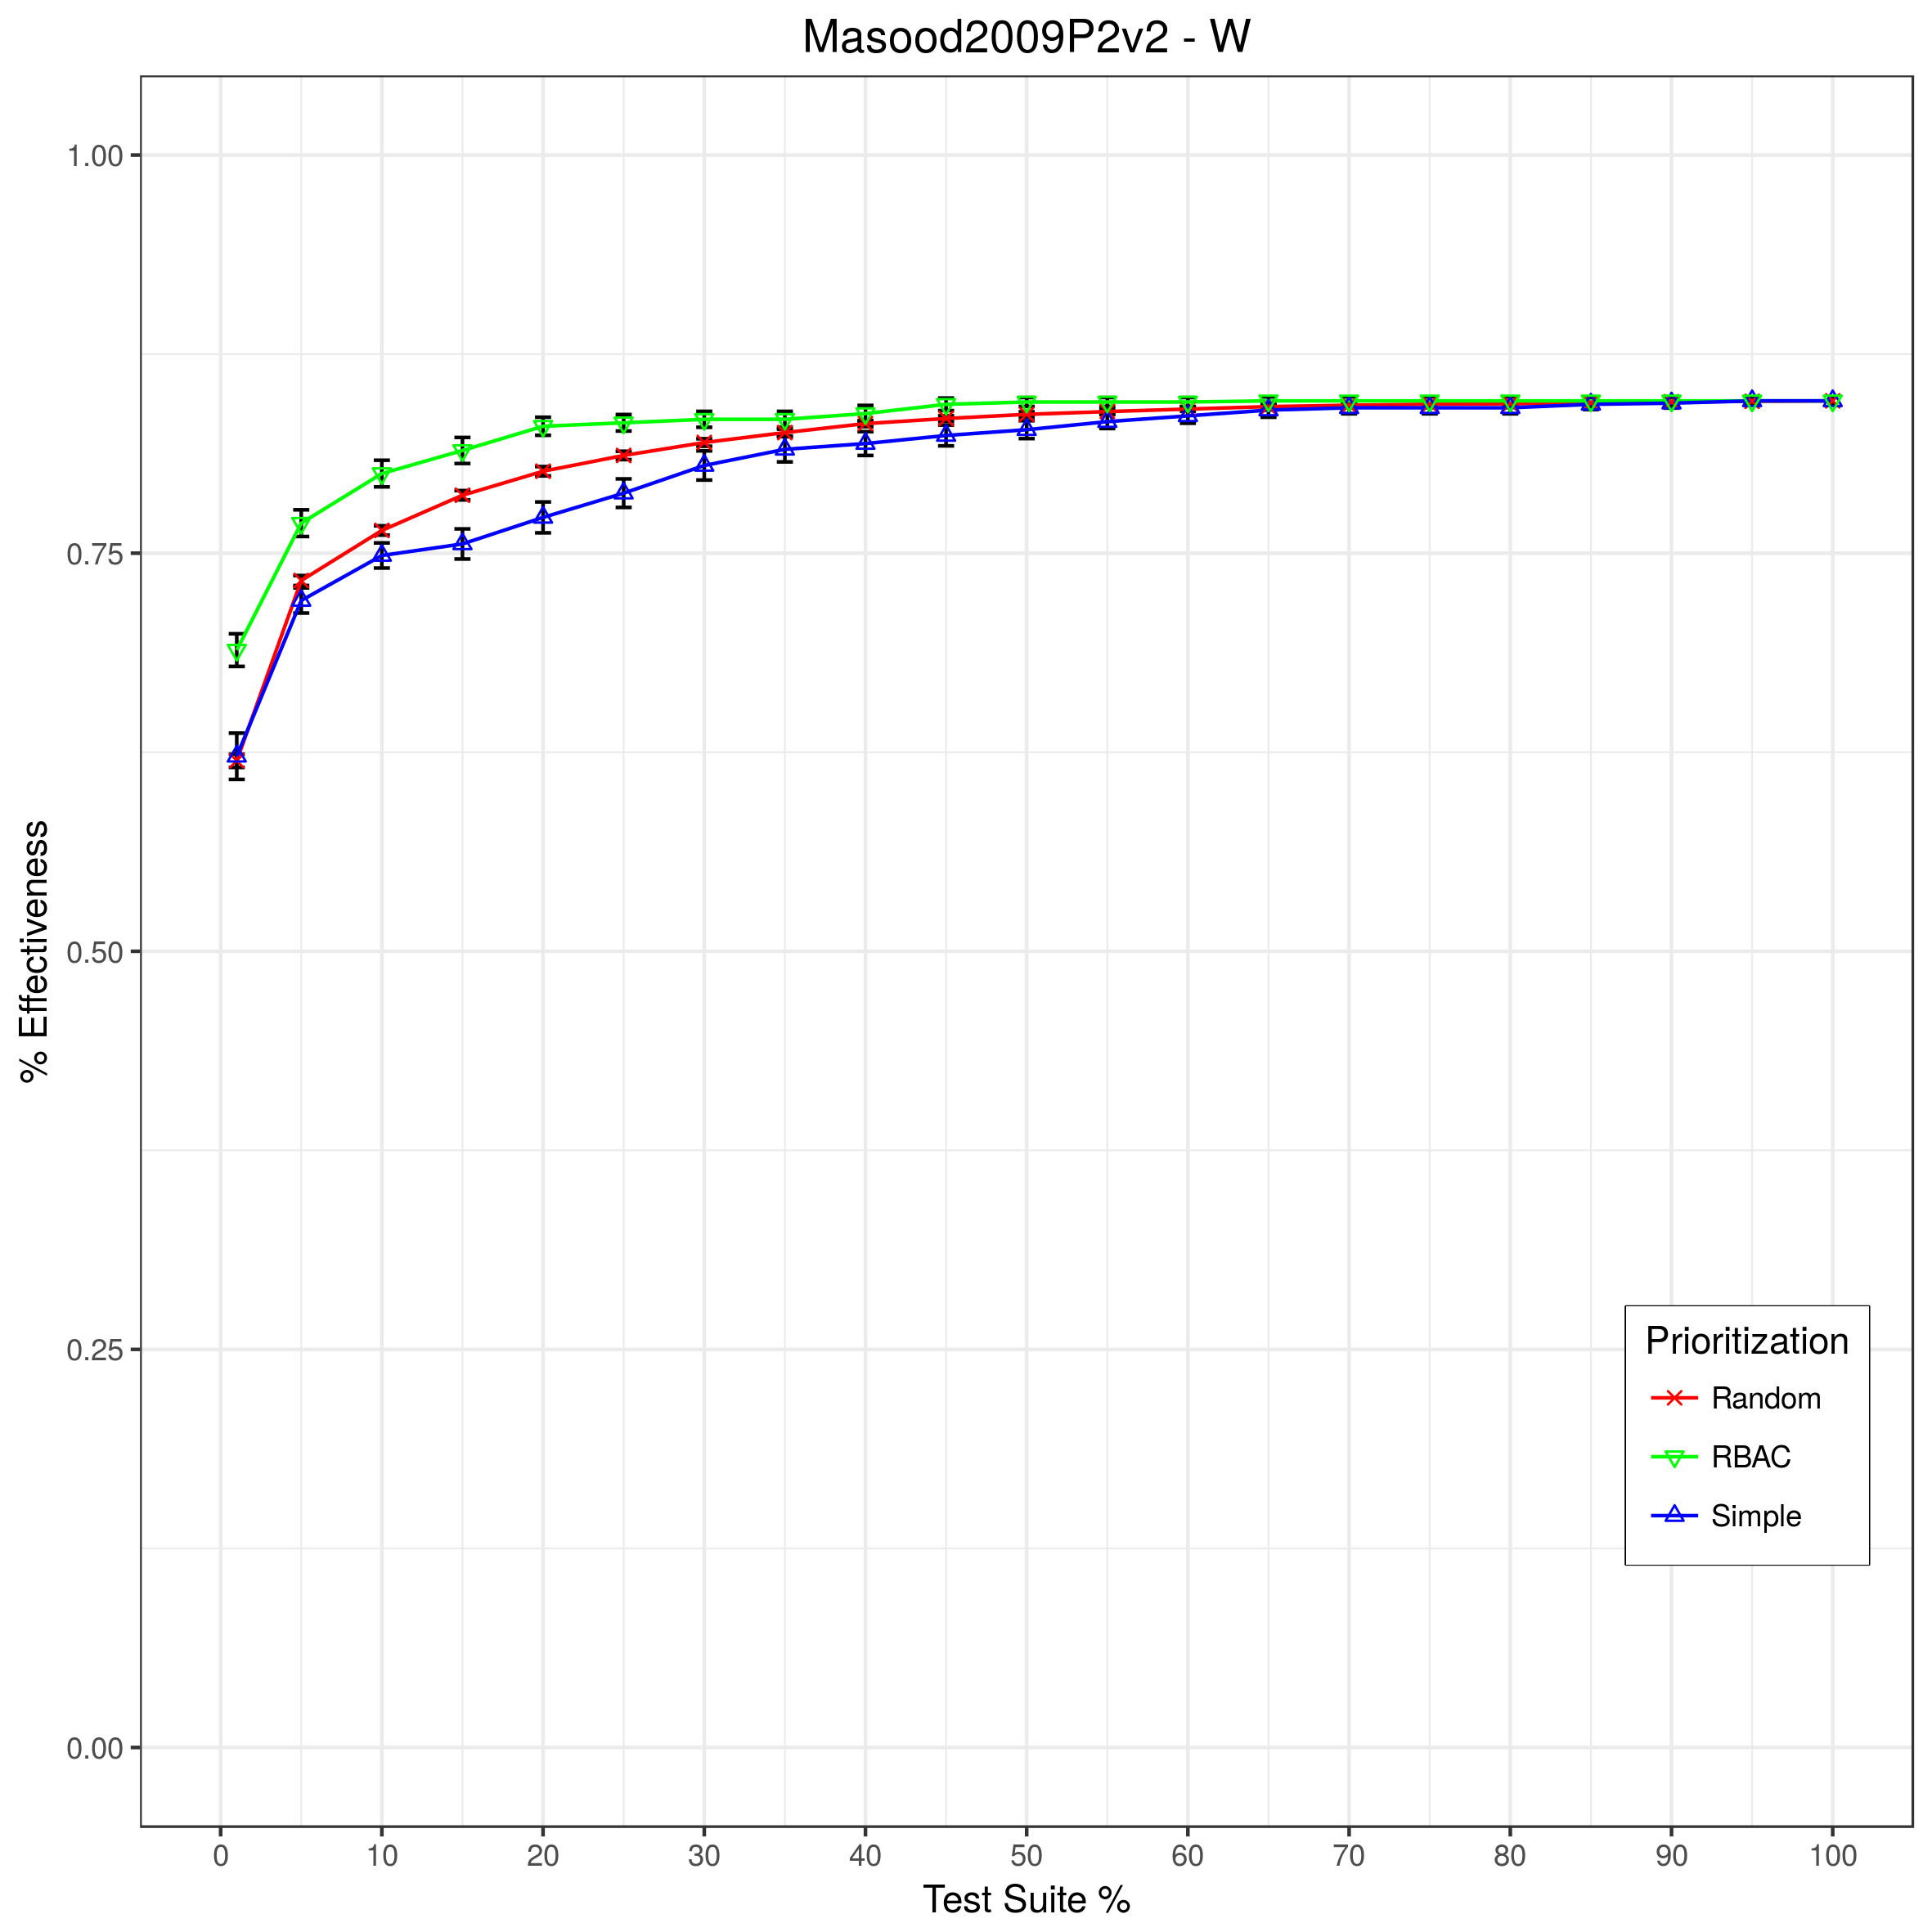 Masood2009P2v2 - W
1.00
0.75
0.50
0.25
0.00
% Effectiveness
Prioritization
Random
RBAC
Simple
0 10 20 30 40 50 60 70 80 90 100
Test Suite %